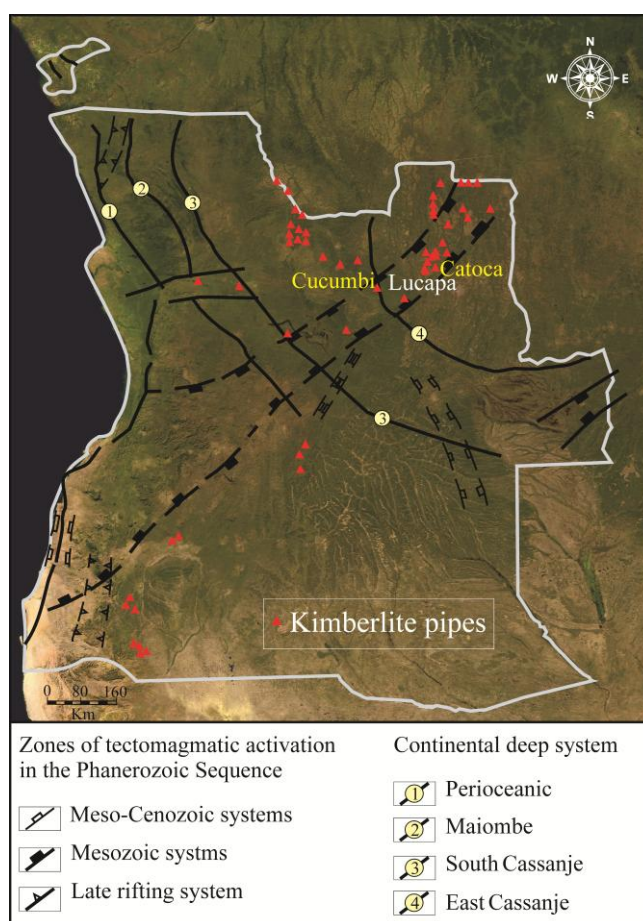 N
W E
S
1
2
3
Cucumbi Lucapa Catoca
4
3
Kimberlite pipes
0 80 160
Km
Zones of tectomagmatic activation
in the Phanerozoic Sequence
Meso-Cenozoic systems
Mesozoic systms
Late rifting system
Continental deep system
1 Perioceanic
2 Maiombe
3 South Cassanje
4 East Cassanje